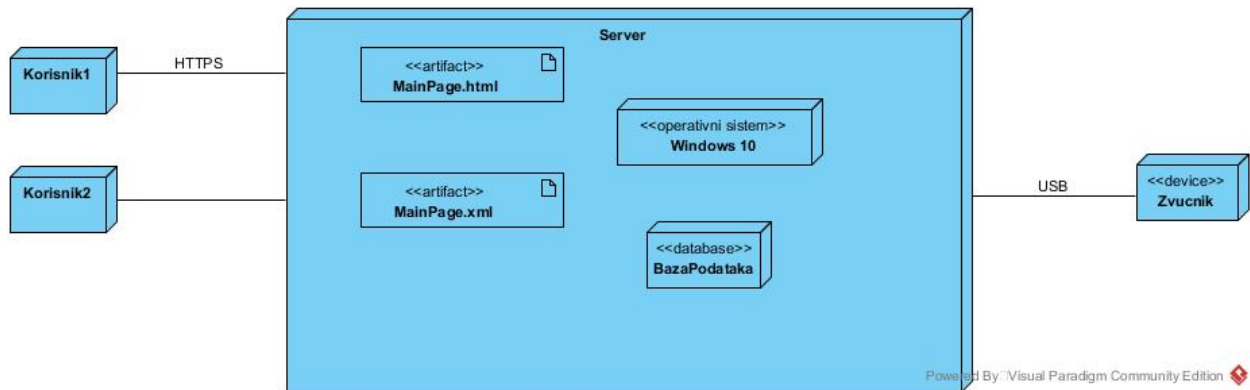 Server
Korisnik1
HTTPS
<<artifact>>
MainPage.html
<<operativni sistem>>
Windows 10
Korisnik2
<<artifact>>
MainPage.xml
USB
<<device>>
Zvucnik
<<database>>
BazaPodataka
Powered By Visual Paradigm Community Edition